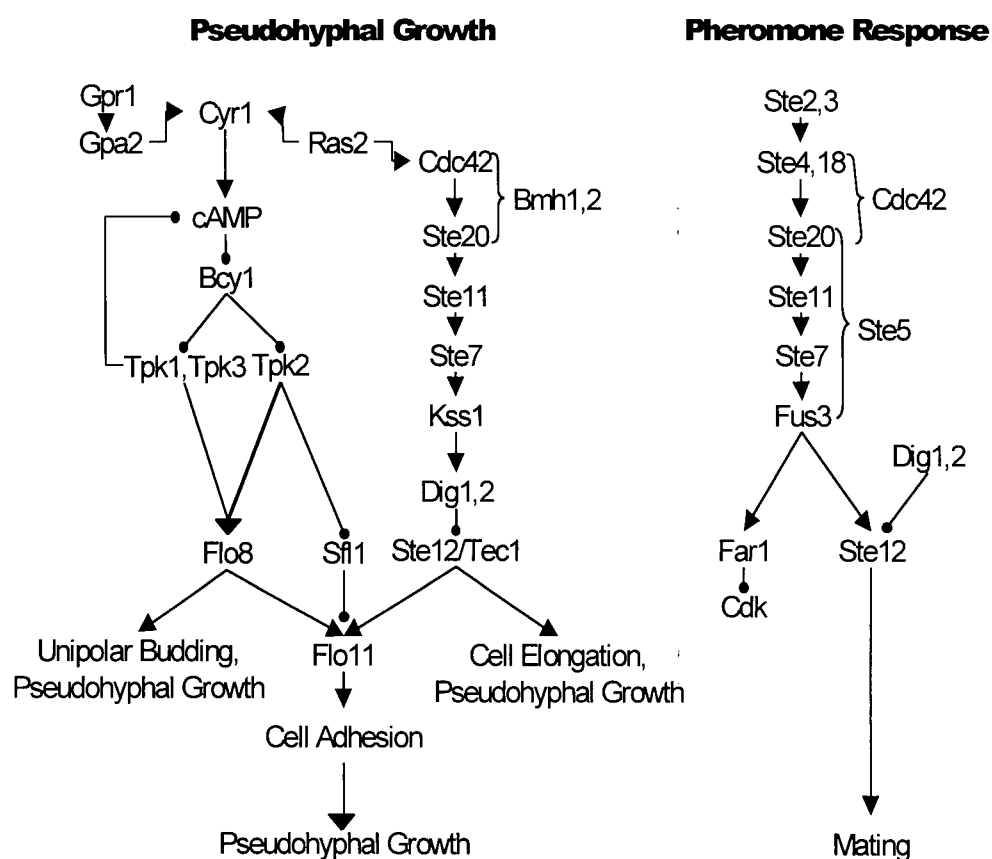 Pseudohyphal Growth
Gpr1
Gpa2
Cyr1
Ras2
Cdc42
Bmh1,2
cAMP
Ste20
Bcy1
Ste11
Tpk1,Tpk3
Tpk2
Ste7
Kss1
Dig1,2
Flo8
Sfl1
Ste12/Tec1
Unipolar Budding,
Pseudohyphal Growth
Flo11
Cell Elongation,
Pseudohyphal Growth
Cell Adhesion
Pseudohyphal Growth
Pheromone Response
Ste2,3
Ste4,18
Cdc42
Ste20
Ste11
Ste5
Ste7
Fus3
Dig1,2
Far1
Ste12
Cdk
Mating